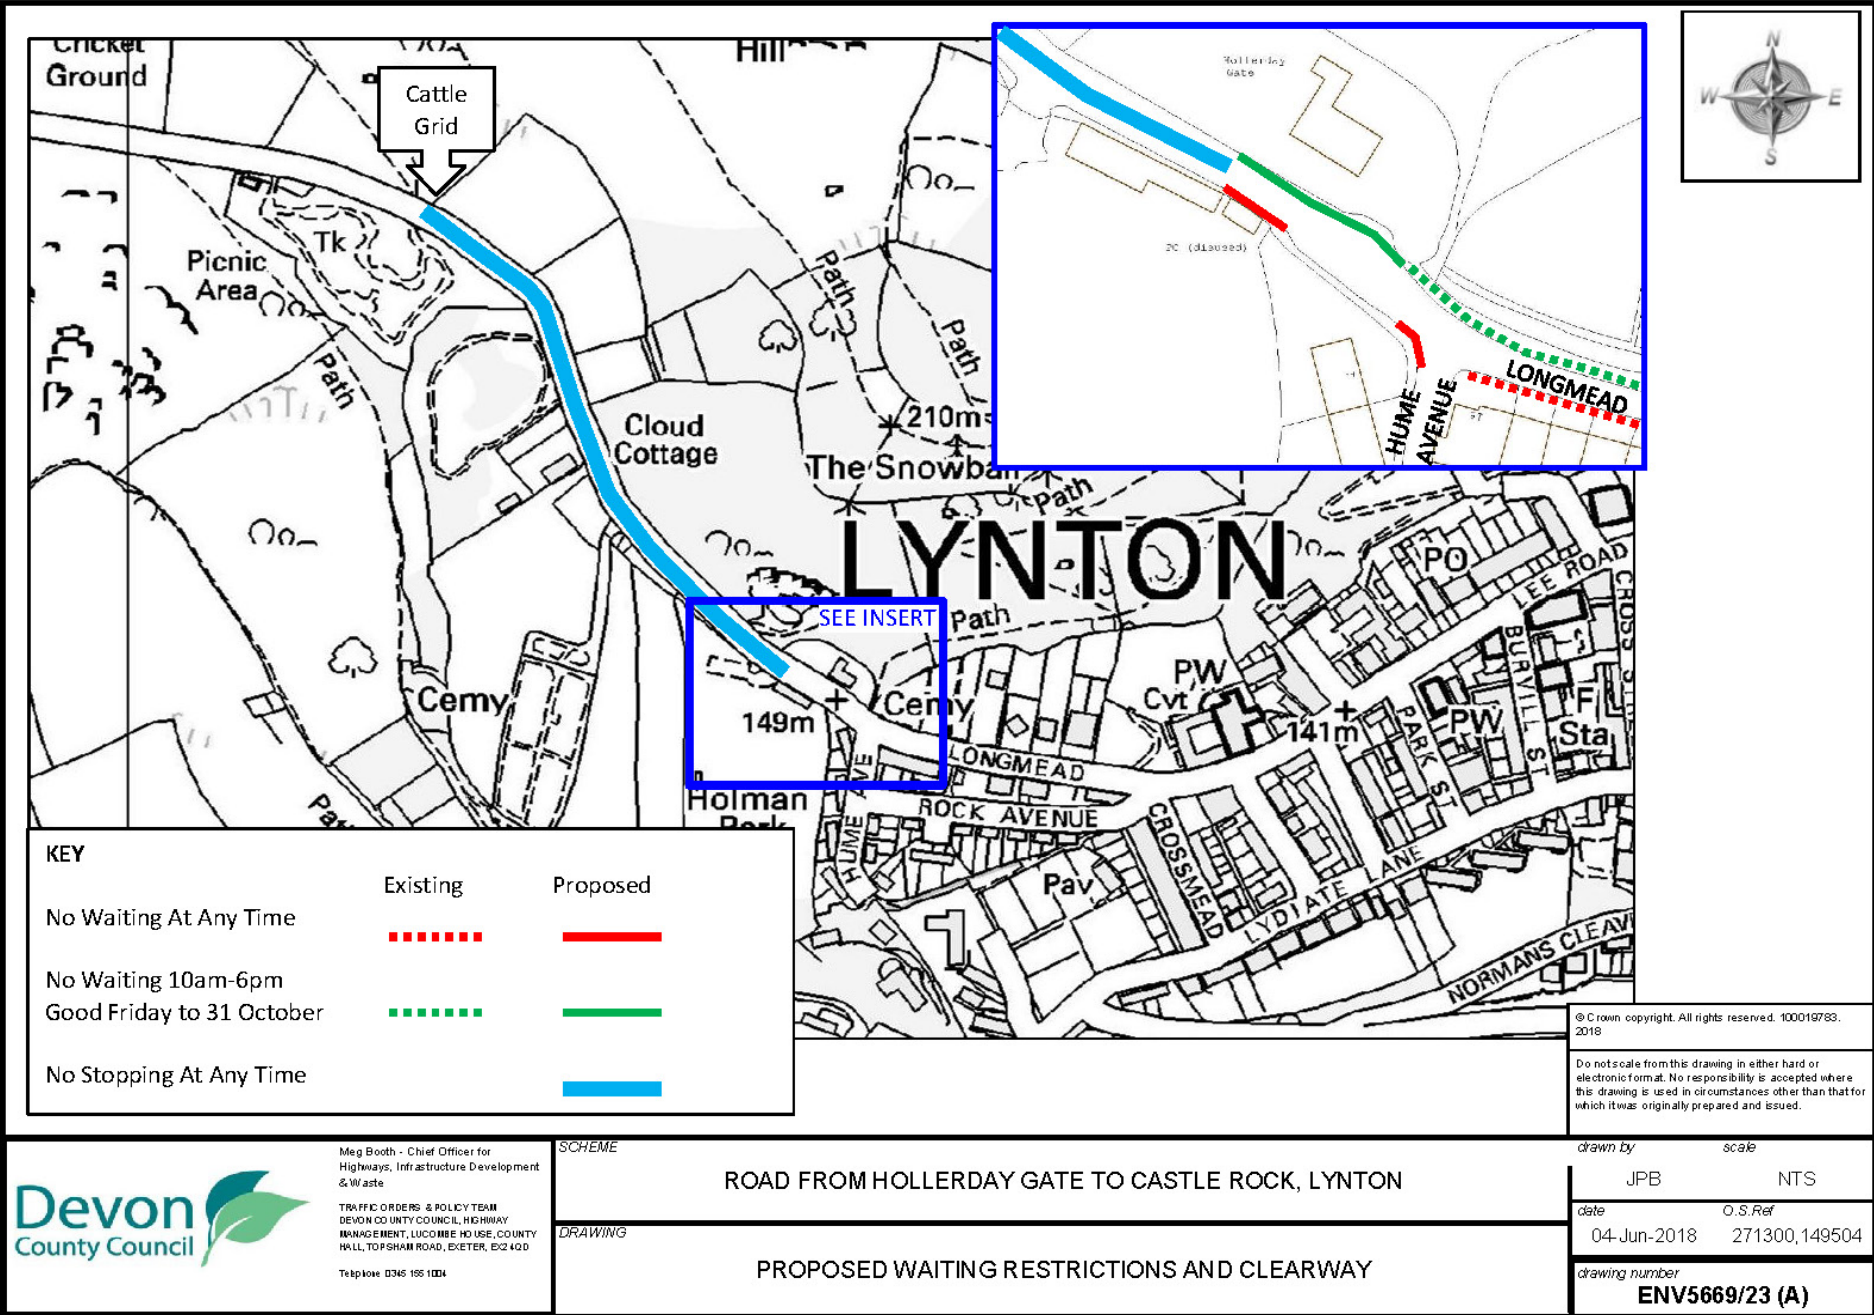 Cricket
Ground
Cattle
Grid
Hill
Tk
Picnic
Area
Path
Path
Path
Cloud
Cottage
210m
The Snowball
Path
LYNTON
SEE INSERT
Path
PO
LEE ROAD
CROSS ST
BURVILL ST
Cemy
149m
Cemy
PW
Cvt
141m
PARK ST
PW
F
Sta
LONGMEAD
Holman
Park
HUME AVE
ROCK AVENUE
CROSSMEAD
Path
Pav
LYDIATE LANE
NORMANS CLEAV
Hollerday
Gate
PC (disused)
LONGMEAD
HUME
AVENUE
N
W E
S
KEY
Existing Proposed
No Waiting At Any Time
No Waiting 10am-6pm
Good Friday to 31 October
No Stopping At Any Time
© Crown copyright. All rights reserved. 100019783.
2018
Do not scale from this drawing in either hard or
electronic format. No responsibility is accepted where
this drawing is used in circumstances other than that for
which it was originally prepared and issued.
Devon
County Council
Meg Booth - Chief Officer for
Highways, Infrastructure Development
& Waste
TRAFFIC ORDERS & POLICY TEAM
DEVON COUNTY COUNCIL, HIGHWAY
MANAGEMENT, LUCOMBE HOUSE, COUNTY
HALL, TOPSHAM ROAD, EXETER, EX2 4QD
Telephone 0345 155 1004
SCHEME
ROAD FROM HOLLERDAY GATE TO CASTLE ROCK, LYNTON
DRAWING
PROPOSED WAITING RESTRICTIONS AND CLEARWAY
drawn by scale
JPB NTS
date O.S.Ref
04-Jun-2018 271300,149504
drawing number
ENV5669/23 (A)